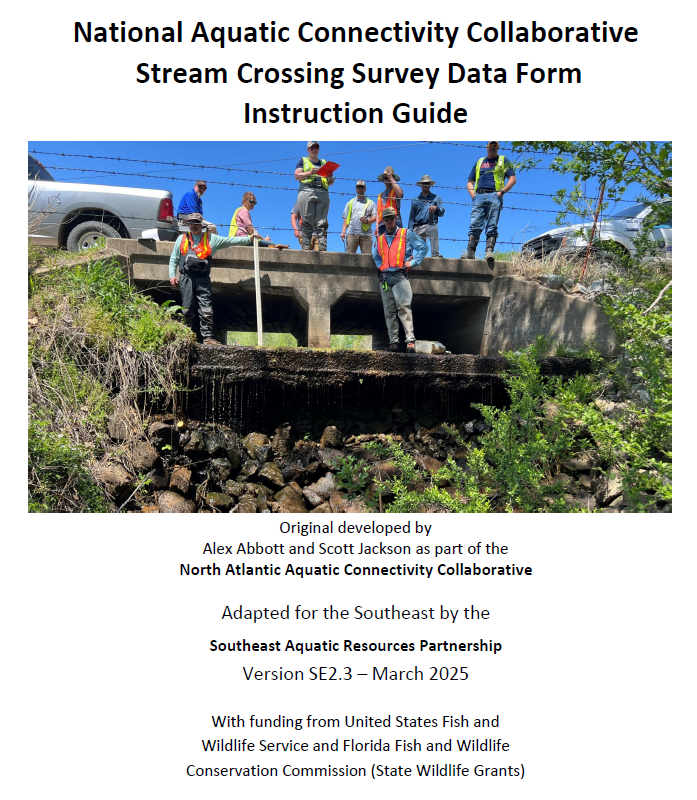 National Aquatic Connectivity Collaborative
Stream Crossing Survey Data Form
Instruction Guide
Original developed by
Alex Abbott and Scott Jackson as part of the
North Atlantic Aquatic Connectivity Collaborative
Adapted for the Southeast by the
Southeast Aquatic Resources Partnership
Version SE2.3 – March 2025
With funding from United States Fish and
Wildlife Service and Florida Fish and Wildlife
Conservation Commission (State Wildlife Grants)